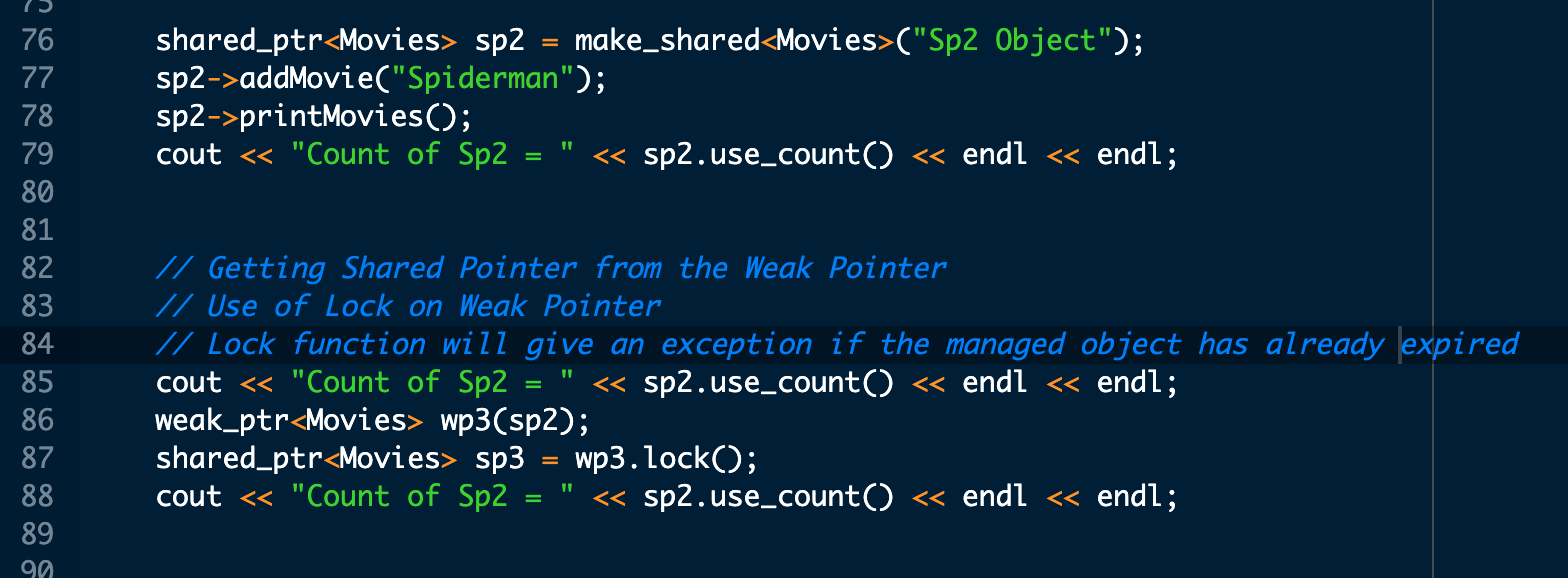 75
76 shared_ptr<Movies> sp2 = make_shared<Movies>("Sp2 Object");
77 sp2->addMovie("Spiderman");
78 sp2->printMovies();
79 cout << "Count of Sp2 = " << sp2.use_count() << endl << endl;
80
81
82 // Getting Shared Pointer from the Weak Pointer
83 // Use of Lock on Weak Pointer
84 // Lock function will give an exception if the managed object has already expired
85 cout << "Count of Sp2 = " << sp2.use_count() << endl << endl;
86 weak_ptr<Movies> wp3(sp2);
87 shared_ptr<Movies> sp3 = wp3.lock();
88 cout << "Count of Sp2 = " << sp2.use_count() << endl << endl;
89
90